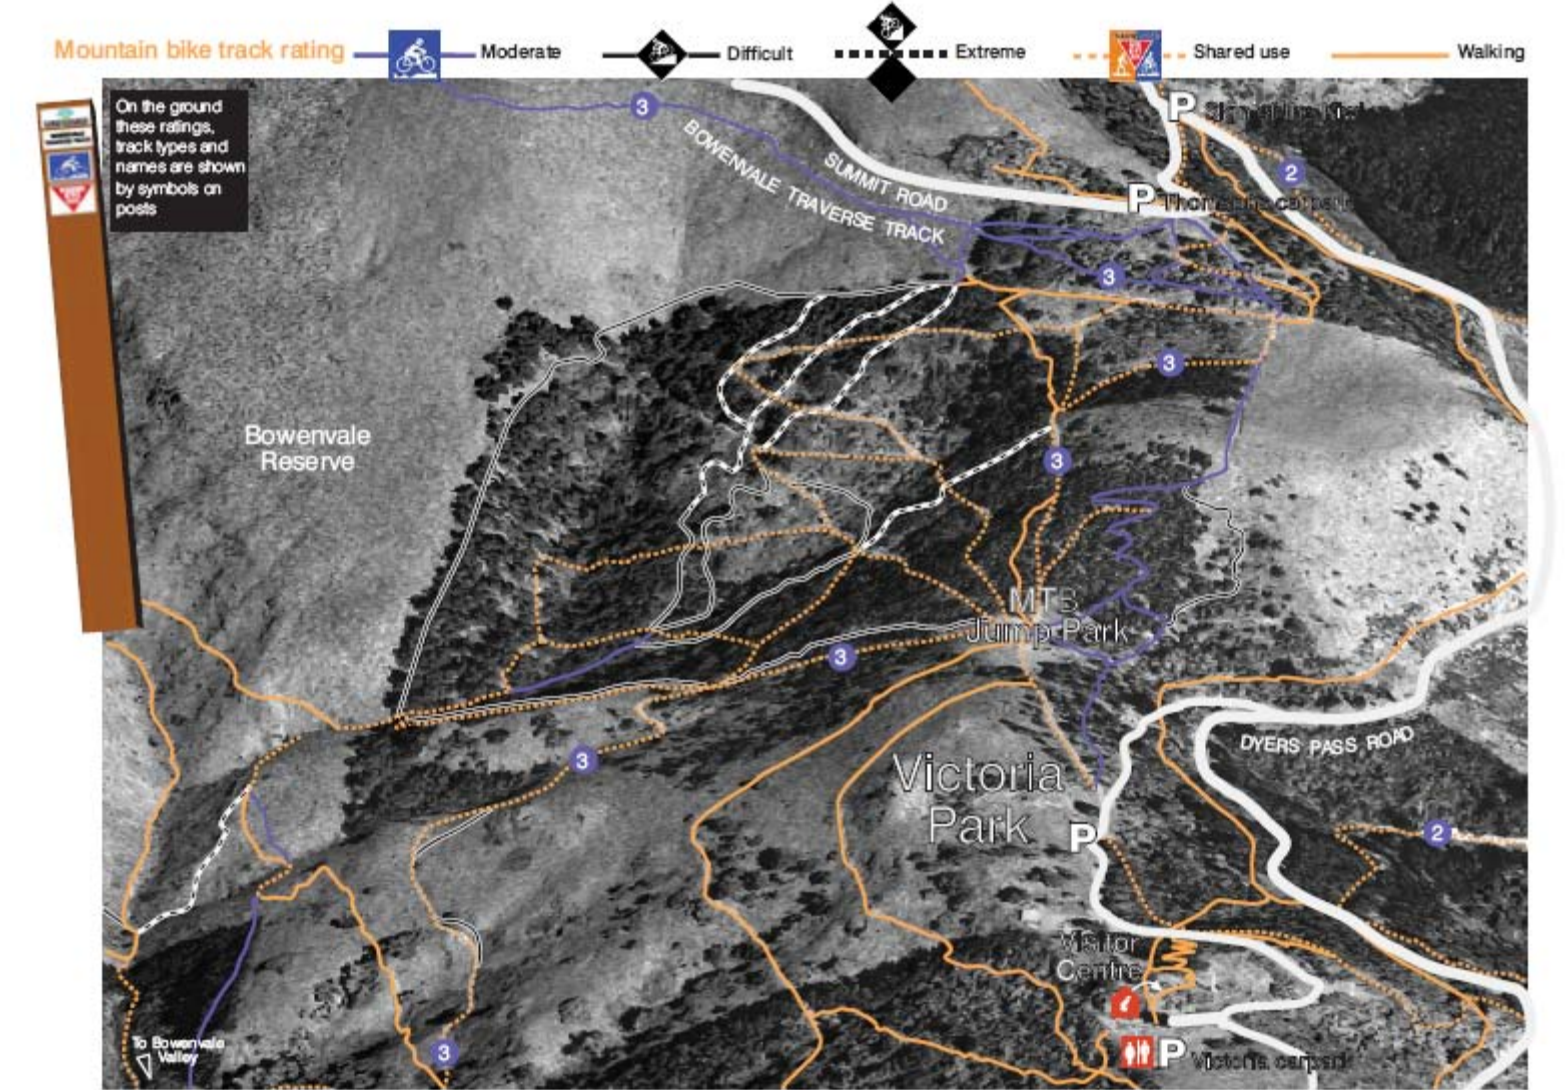 Mountain bike track rating
Moderate
Difficult
Extreme
Shared use
Walking
On the ground
these ratings,
track types and
names are shown
by symbols on
posts
3
P
SUMMIT ROAD
BOWENVALE TRAVERSE TRACK
2
P
Thomsons carpark
3
3
Bowenvale
Reserve
3
MTB
Jump Park
3
3
DYERS PASS ROAD
Victoria
Park
P
2
Visitor
Centre
To Bowenvale
Valley
3
P
Victoria carpark